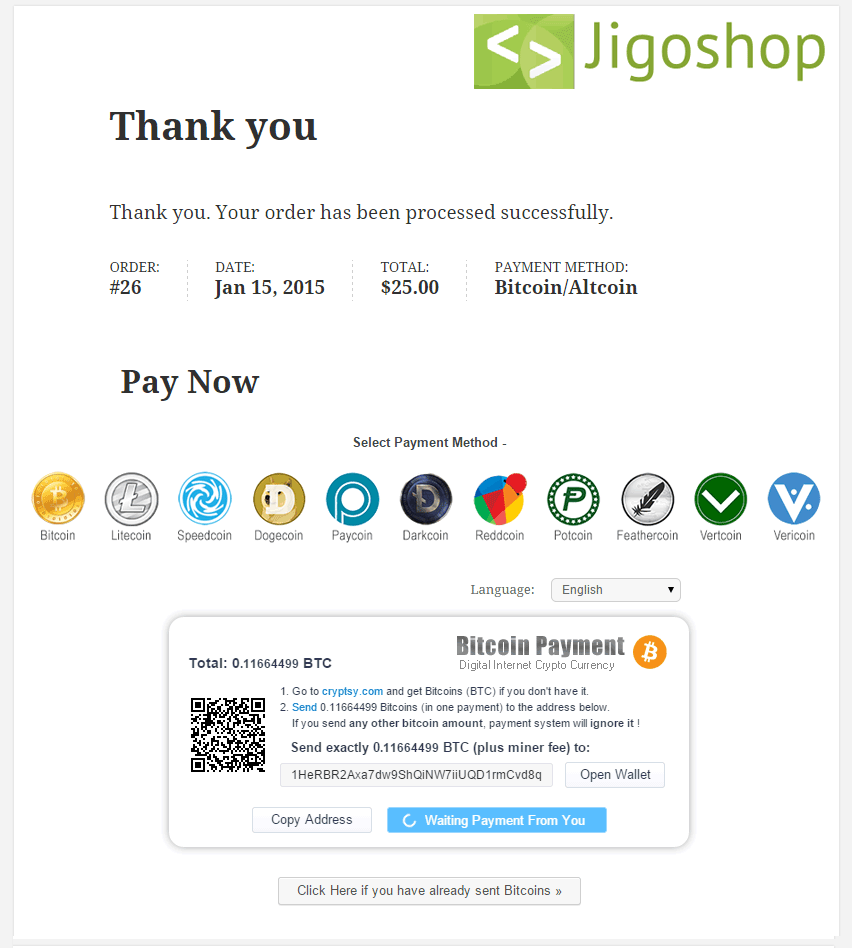 Jigoshop
Thank you
Thank you. Your order has been processed successfully.
ORDER: DATE: TOTAL: PAYMENT METHOD:
#26 Jan 15, 2015 $25.00 Bitcoin/Altcoin
Pay Now
Select Payment Method -
Bitcoin Litecoin Speedcoin Dogecoin Paycoin Darkcoin Reddcoin Potcoin Feathercoin Vertcoin Vericoin
Language: English
Bitcoin Payment
Digital Internet Crypto Currency
Total: 0.11664499 BTC
1. Go to cryptsy.com and get Bitcoins (BTC) if you don't have it.
2. Send 0.11664499 Bitcoins (in one payment) to the address below.
If you send any other bitcoin amount, payment system will ignore it !
Send exactly 0.11664499 BTC (plus miner fee) to:
1HeRBR2Axa7dw9ShQiNW7iiUQD1rmCvd8q Open Wallet
Copy Address Waiting Payment From You
Click Here if you have already sent Bitcoins »